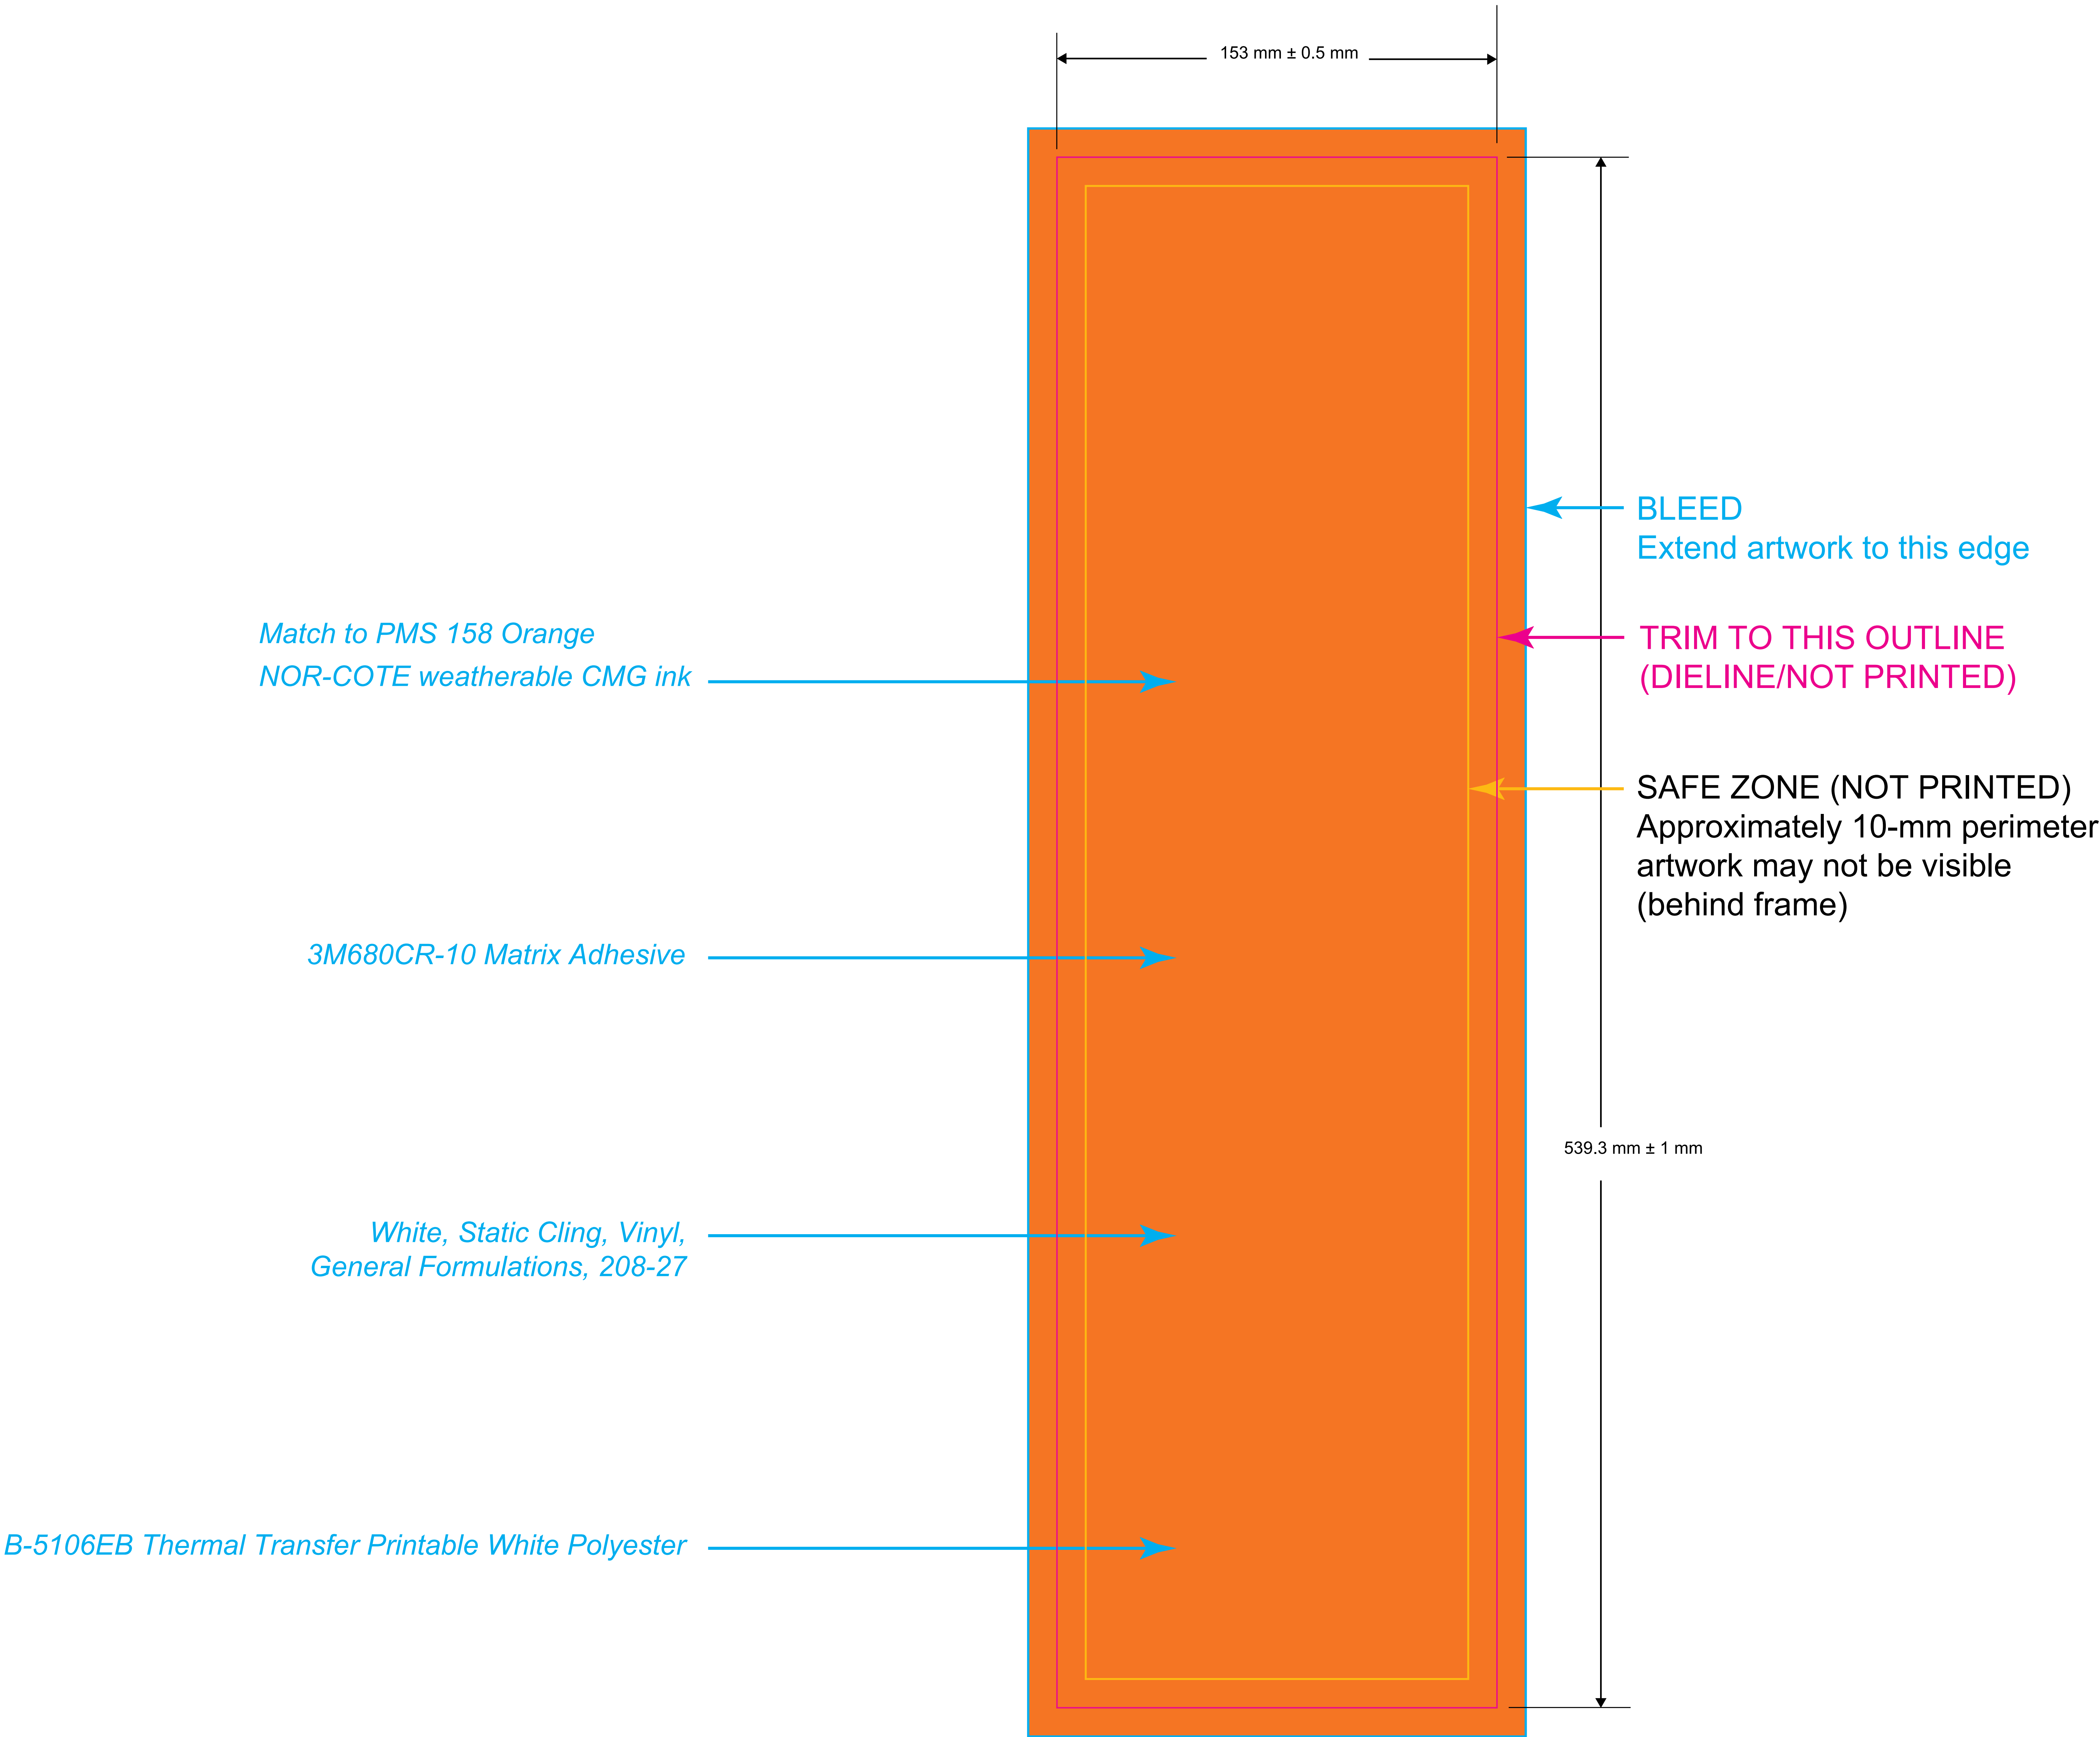 153 mm ± 0.5 mm
BLEED
Extend artwork to this edge
Match to PMS 158 Orange
NOR-COTE weatherable CMG ink
TRIM TO THIS OUTLINE
(DIELINE/NOT PRINTED)
SAFE ZONE (NOT PRINTED)
Approximately 10-mm perimeter
artwork may not be visible
(behind frame)
3M680CR-10 Matrix Adhesive
539.3 mm ± 1 mm
White, Static Cling, Vinyl,
General Formulations, 208-27
B-5106EB Thermal Transfer Printable White Polyester